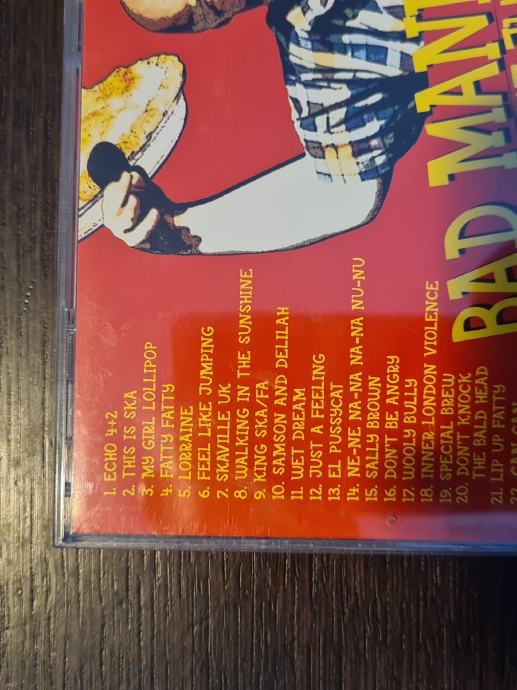 BAD MAN
1. ECHO 4+2
2. THIS IS SKA
3. MY GIRL LOLLIPOP
4. FATTY FATTY
5. LORRAINE
6. FEEL LIKE JUMPING
7. SKAVILLE UK
8. WALKING IN THE SUNSHINE
9. KING SKA/FA
10. SAMSON AND DELILAH
11. WET DREAM
12. JUST A FEELING
13. EL PUSSYCAT
14. NE-NE NA-NA NA-NA NU-NU
15. SALLY BROWN
16. DON'T BE ANGRY
17. WOOLY BULLY
18. INNER LONDON VIOLENCE
19. SPECIAL BREW
20. DON'T KNOCK
THE BALD HEAD
21. LIP UP FATTY
22. CAN CAN